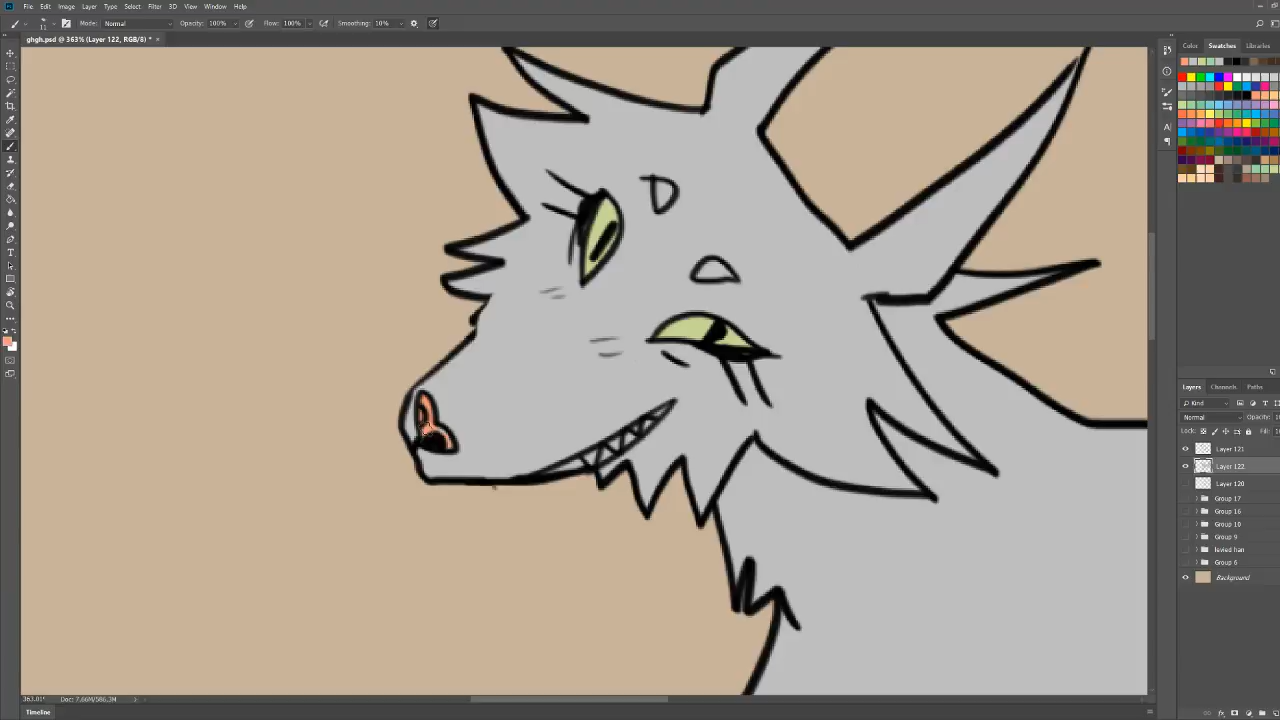 File Edit Image Layer Type Select Filter 3D View Window Help
11 Mode: Normal Opacity: 100% Flow: 100% Smoothing: 10%
ghgh.psd @ 363% (Layer 122, RGB/8) * ×
Color Swatches Libraries
Layers Channels Paths
Kind
Normal Opacity:
Lock: Fill:
Layer 121
Layer 122
Layer 120
Group 17
Group 16
Group 10
Group 9
levied han
Group 6
Background
363.01% Doc: 7.66M/586.3M
Timeline